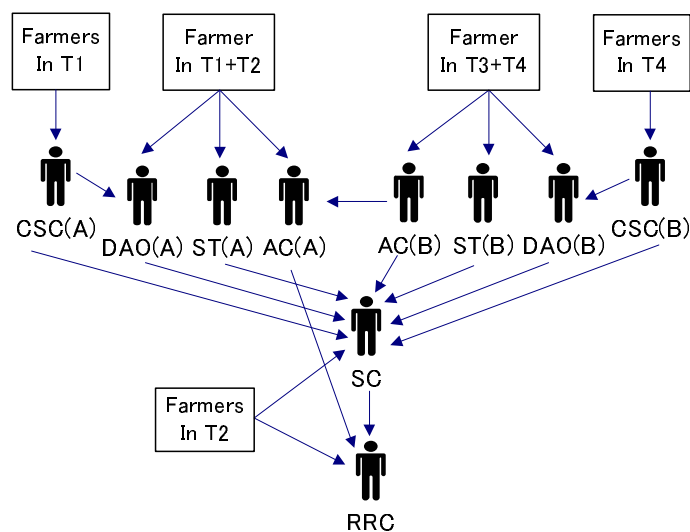 Farmers
In T1
Farmer
In T1+T2
Farmer
In T3+T4
Farmers
In T4
CSC(A)
DAO(A)
ST(A)
AC(A)
AC(B)
ST(B)
DAO(B)
CSC(B)
SC
Farmers
In T2
RRC